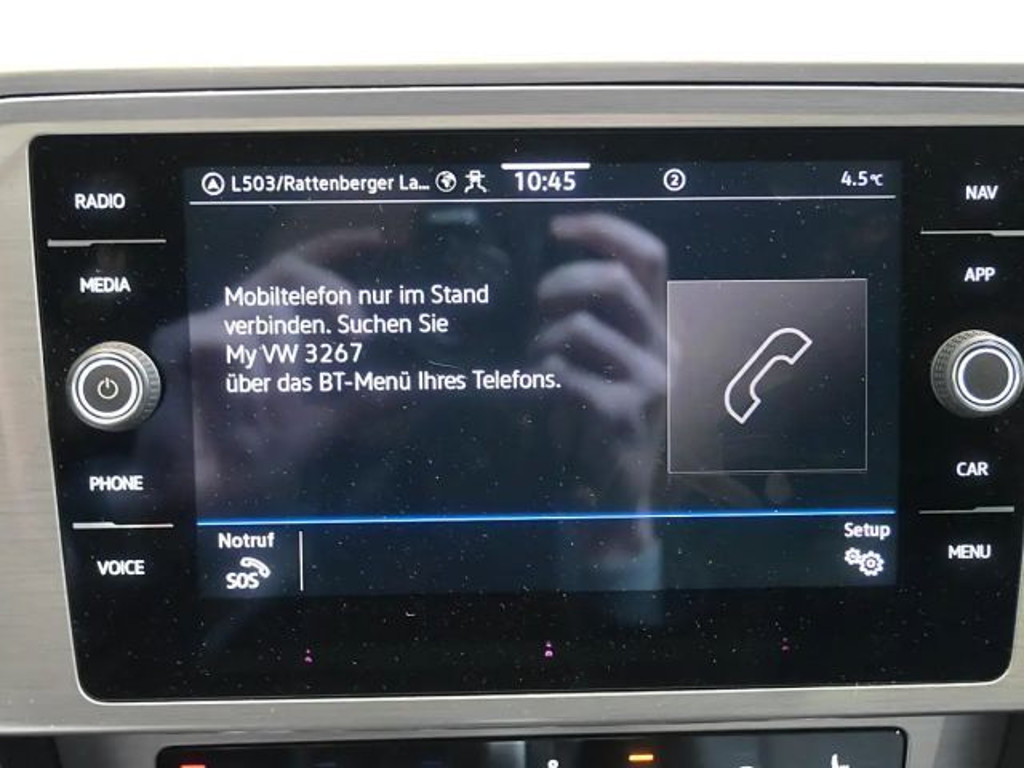 L503/Rattenberger La... 10:45 2 4.5°C
RADIO
NAV
MEDIA
APP
Mobiltelefon nur im Stand
verbinden. Suchen Sie
My VW 3267
über das BT-Menü Ihres Telefons.
PHONE
CAR
Notruf
SOS
Setup
VOICE
MENU